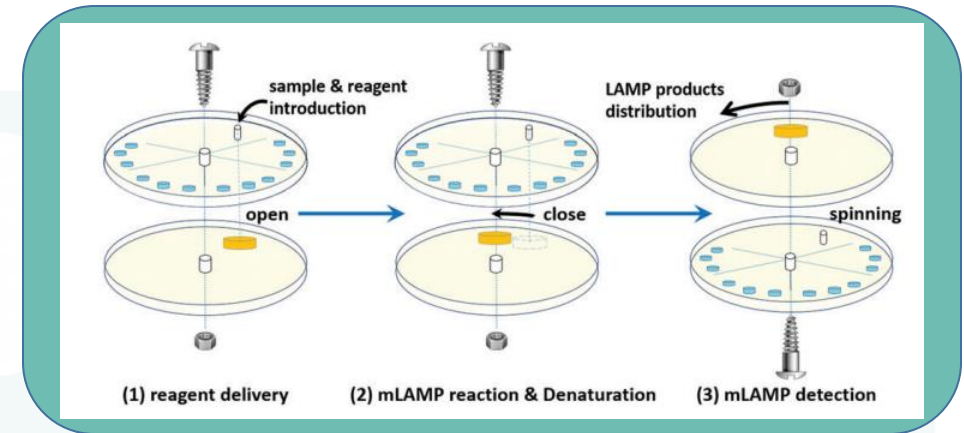 sample & reagent
introduction
LAMP products
distribution
open
close
spinning
(1) reagent delivery
(2) mLAMP reaction & Denaturation
(3) mLAMP detection